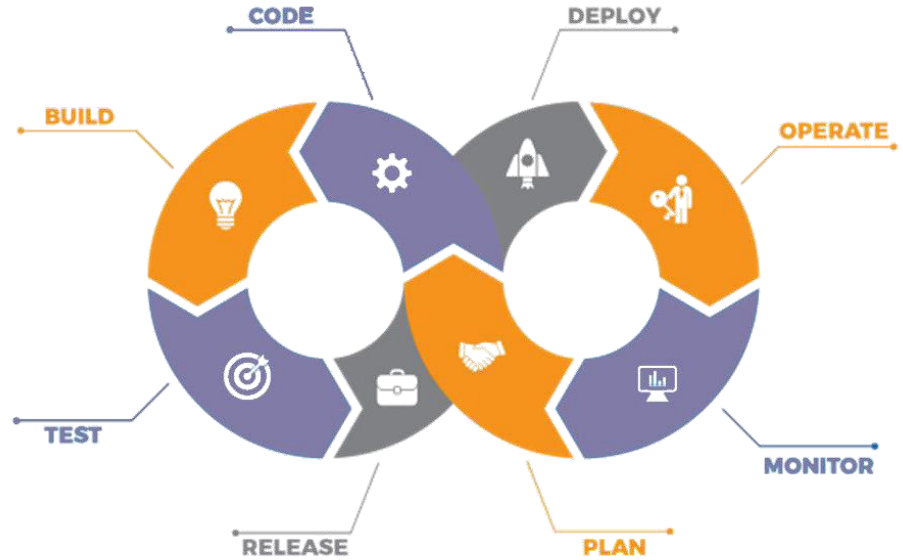 CODE
DEPLOY
BUILD
OPERATE
TEST
MONITOR
RELEASE
PLAN